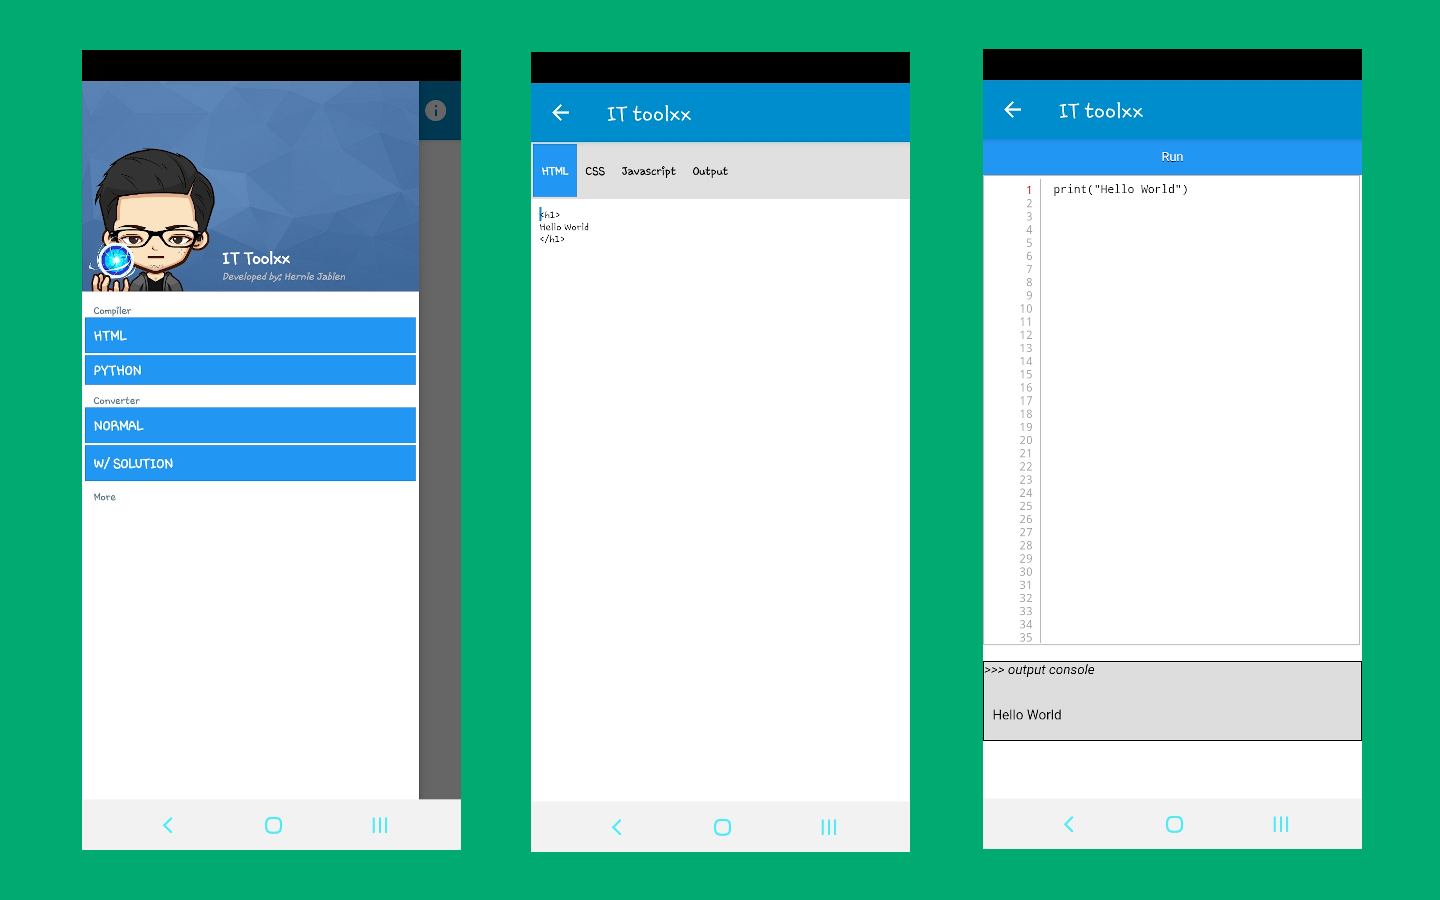 IT Toolxx
Developed by: Hernie Jabien
Compiler
HTML
PYTHON
Converter
NORMAL
W/ SOLUTION
More
IT toolxx
HTML CSS Javascript Output
<h1>
Hello World
</h1>
IT toolxx
Run
1 print("Hello World")
2
3
4
5
6
7
8
9
10
11
12
13
14
15
16
17
18
19
20
21
22
23
24
25
26
27
28
29
30
31
32
33
34
35
>>> output console
Hello World